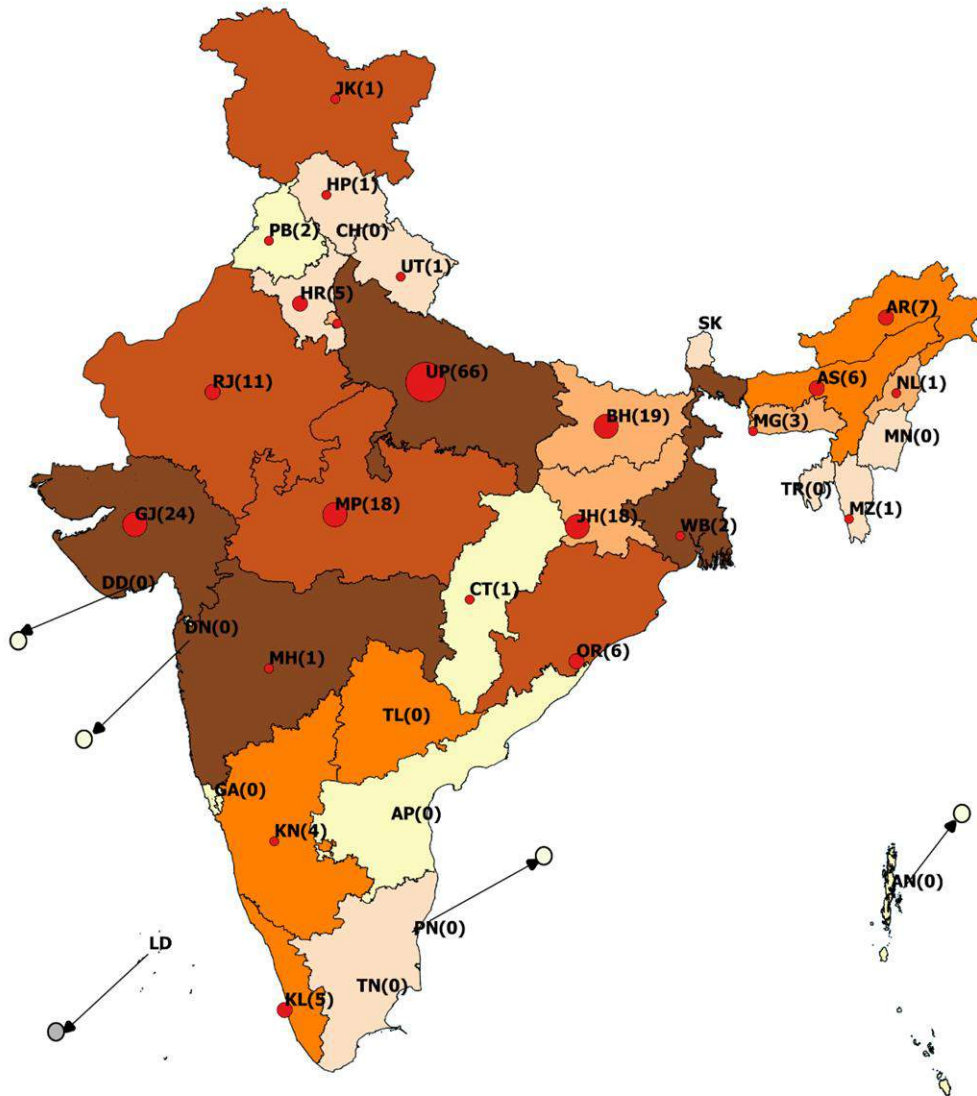 JK(1)
HP(1)
PB(2)
CH(0)
UT(1)
HR(5)
AR(7)
SK
UP(66)
RJ(11)
AS(6)
NL(1)
BH(19)
MG(3)
MN(0)
TR(0)
MZ(1)
MP(18)
GJ(24)
JH(18)
WB(2)
DD(0)
CT(1)
DN(0)
MH(1)
OR(6)
TL(0)
GA(0)
AP(0)
KN(4)
AN(0)
PN(0)
LD
TN(0)
KL(5)